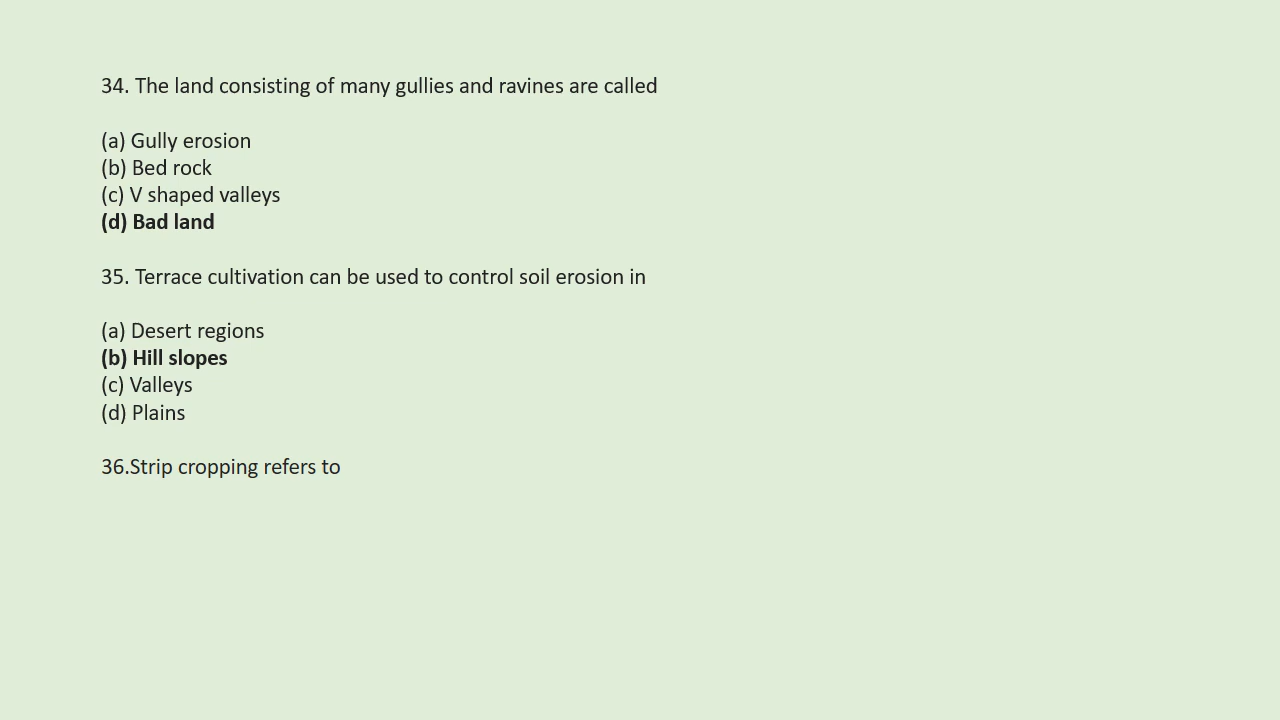 34. The land consisting of many gullies and ravines are called
(a) Gully erosion
(b) Bed rock
(c) V shaped valleys
(d) Bad land
35. Terrace cultivation can be used to control soil erosion in
(a) Desert regions
(b) Hill slopes
(c) Valleys
(d) Plains
36.Strip cropping refers to